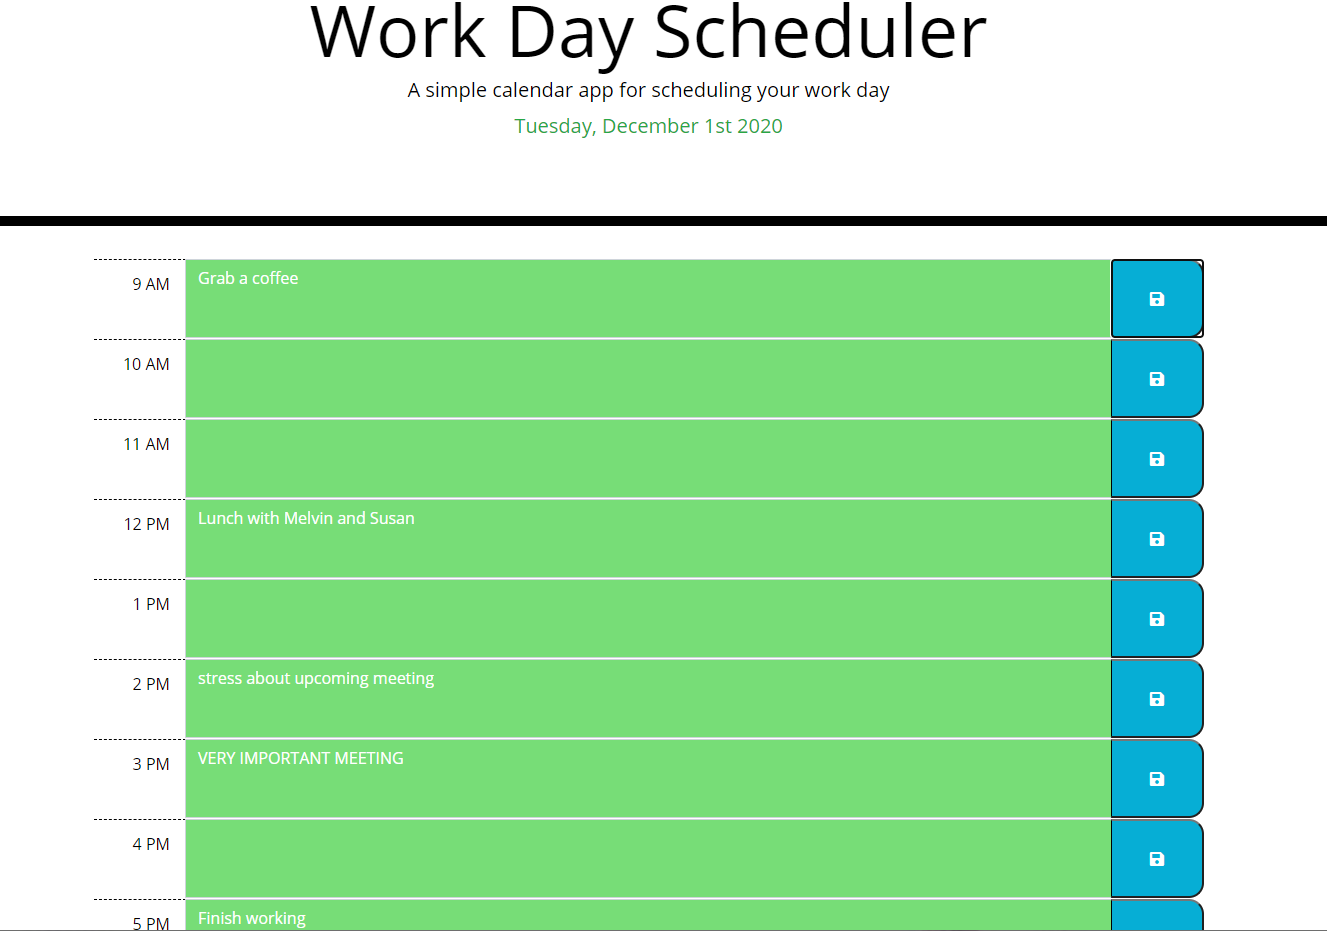 Work Day Scheduler
A simple calendar app for scheduling your work day
Tuesday, December 1st 2020
9 AM Grab a coffee
10 AM
11 AM
12 PM Lunch with Melvin and Susan
1 PM
2 PM stress about upcoming meeting
3 PM VERY IMPORTANT MEETING
4 PM
5 PM Finish working